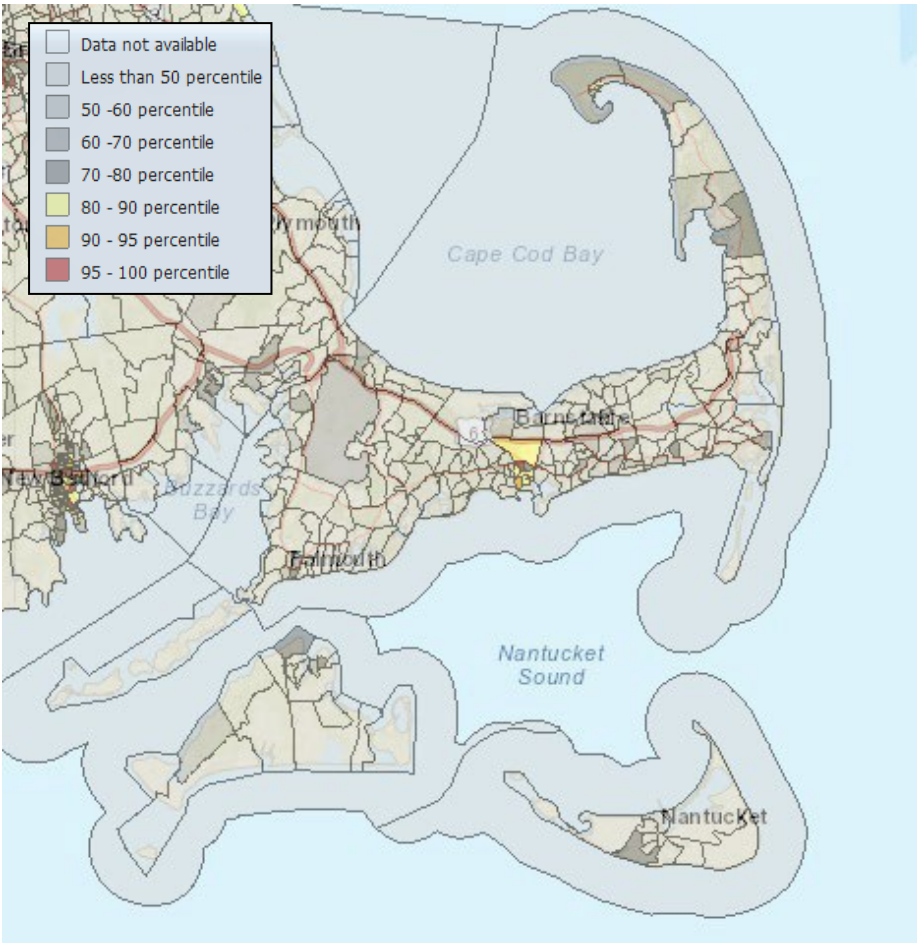 Data not available
Less than 50 percentile
50 -60 percentile
60 -70 percentile
70 -80 percentile
80 - 90 percentile
90 - 95 percentile
95 - 100 percentile
Cape Cod Bay
6
Barnstable
New Bedford
Buzzards
Bay
Falmouth
Nantucket
Sound
Nantucket